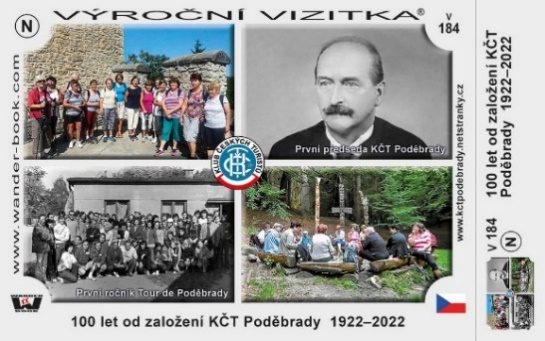 N
VÝROČNÍ VIZITKA®
V
184
www.wander-book.com
První předseda KČT Poděbrady
KLUB ČESKÝCH TURISTŮ
KČT
První ročník Tour de Poděbrady
www.kctpodebrady.netstranky.cz
100 let od založení KČT Poděbrady 1922–2022
100 let od založení KČT
Poděbrady 1922–2022
V 184
N